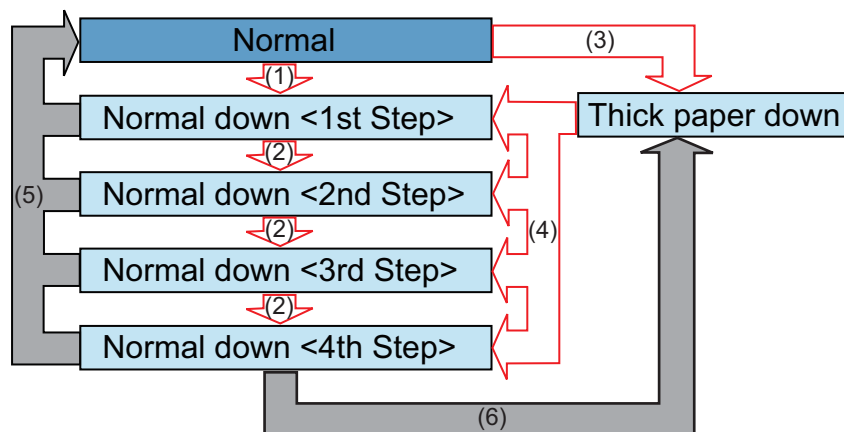 Normal
(3)
(1)
Normal down <1st Step>
Thick paper down
(2)
(5)
Normal down <2nd Step>
(4)
(2)
Normal down <3rd Step>
(2)
Normal down <4th Step>
(6)